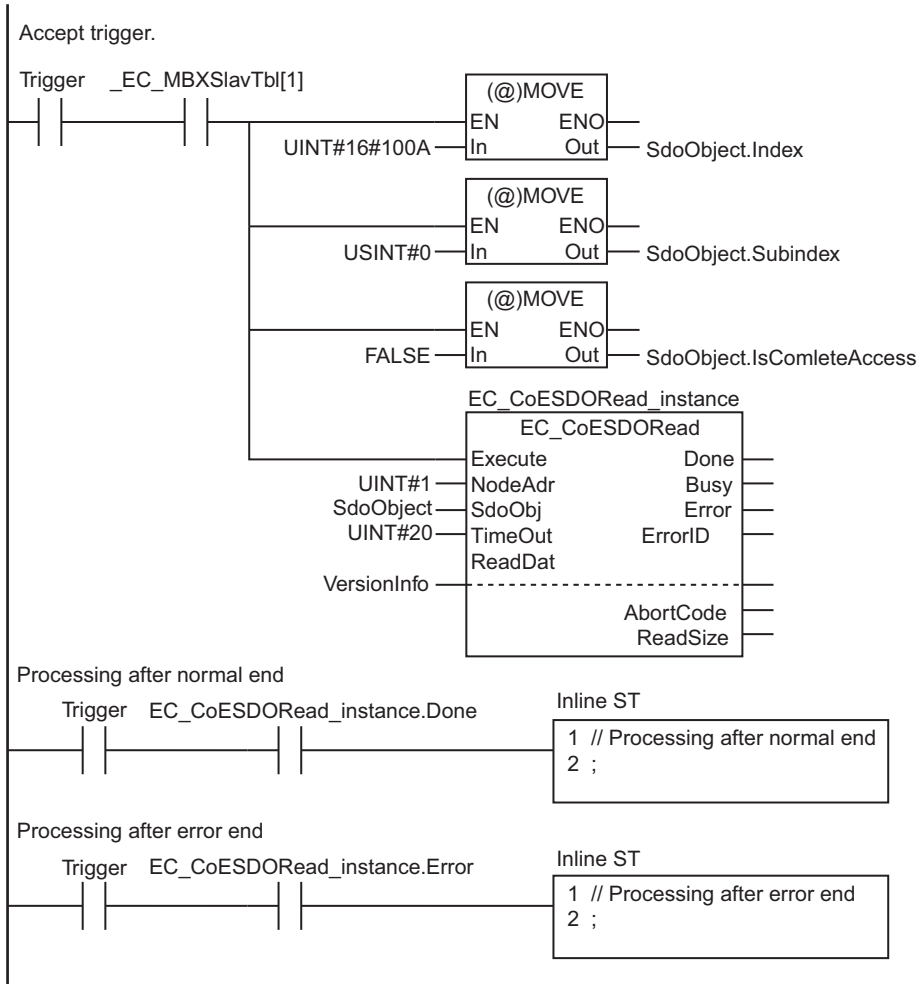 Accept trigger.
Trigger _EC_MBXSlavTbl[1]
(@)MOVE
EN ENO
UINT#16#100A In Out SdoObject.Index
(@)MOVE
EN ENO
USINT#0 In Out SdoObject.Subindex
(@)MOVE
EN ENO
FALSE In Out SdoObject.IsComleteAccess
EC_CoESDORead_instance
EC_CoESDORead
Execute Done
UINT#1 NodeAdr Busy
SdoObject SdoObj Error
UINT#20 TimeOut ErrorID
ReadDat
VersionInfo
AbortCode
ReadSize
Processing after normal end
Trigger EC_CoESDORead_instance.Done
Inline ST
1 // Processing after normal end
2 ;
Processing after error end
Trigger EC_CoESDORead_instance.Error
Inline ST
1 // Processing after error end
2 ;